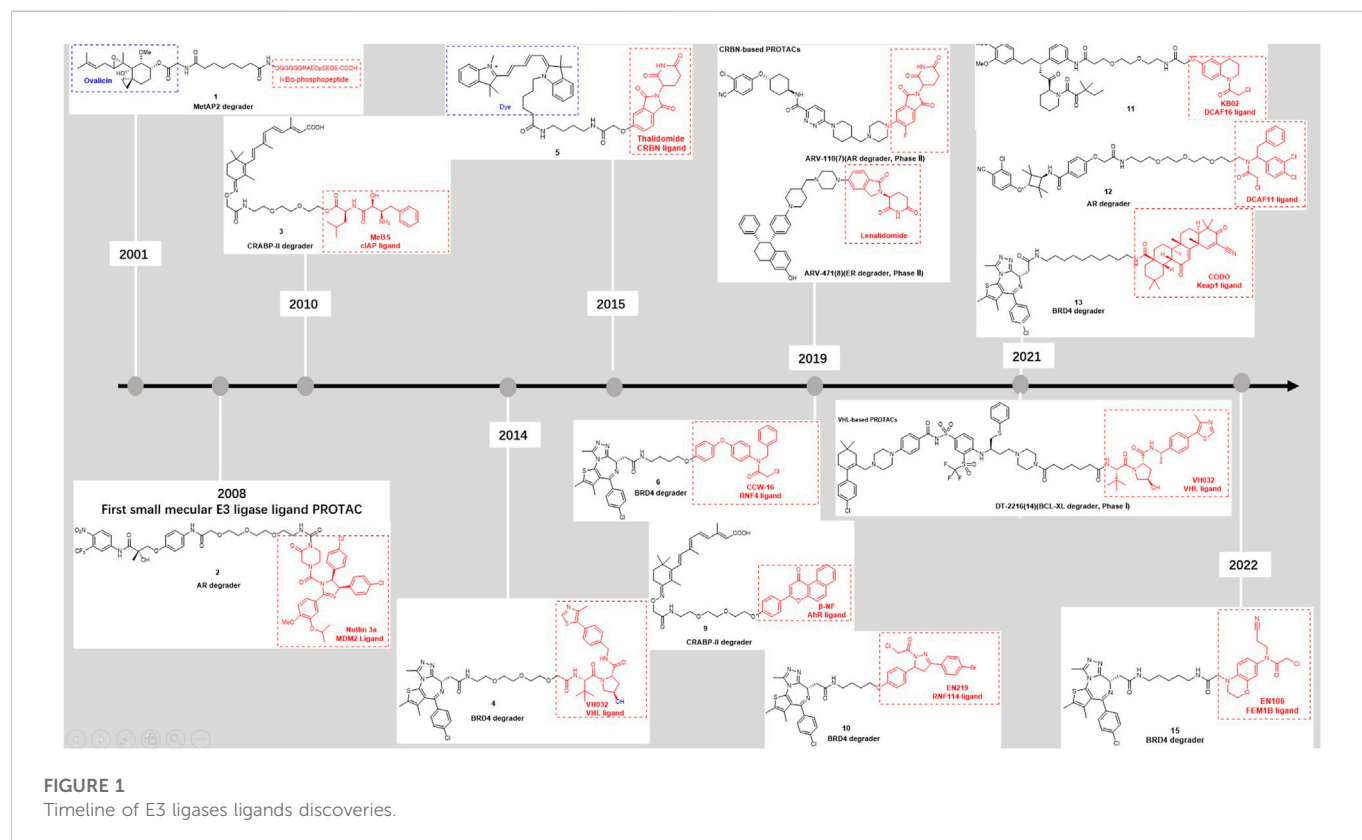 Ovalicin
GGGGGGRAEDpSEGE-COOH
IκBα-phosphopeptide
1
MetAP2 degrader
Dye
5
Thalidomide
CRBN ligand
CRBN-based PROTACs
ARV-110(7)(AR degrader, Phase II)
Lenalidomide
ARV-471(8)(ER degrader, Phase II)
11
KB02
DCAF16 ligand
12
AR degrader
DCAF11 ligand
CODO
Keap1 ligand
13
BRD4 degrader
3
CRABP-II degrader
MeBS
cIAP ligand
2001
2010
2015
2019
2021
2008
First small mecular E3 ligase ligand PROTAC
2
AR degrader
Nutlin 3a
MDM2 Ligand
2014
4
BRD4 degrader
VH032
VHL ligand
6
BRD4 degrader
CCW-16
RNF4 ligand
9
CRABP-II degrader
β-NF
AhR ligand
10
BRD4 degrader
EN219
RNF114 ligand
VHL-based PROTACs
DT-2216(14)(BCL-XL degrader, Phase I)
VH032
VHL ligand
2022
15
BRD4 degrader
EN106
FEM1B ligand
FIGURE 1
Timeline of E3 ligases ligands discoveries.